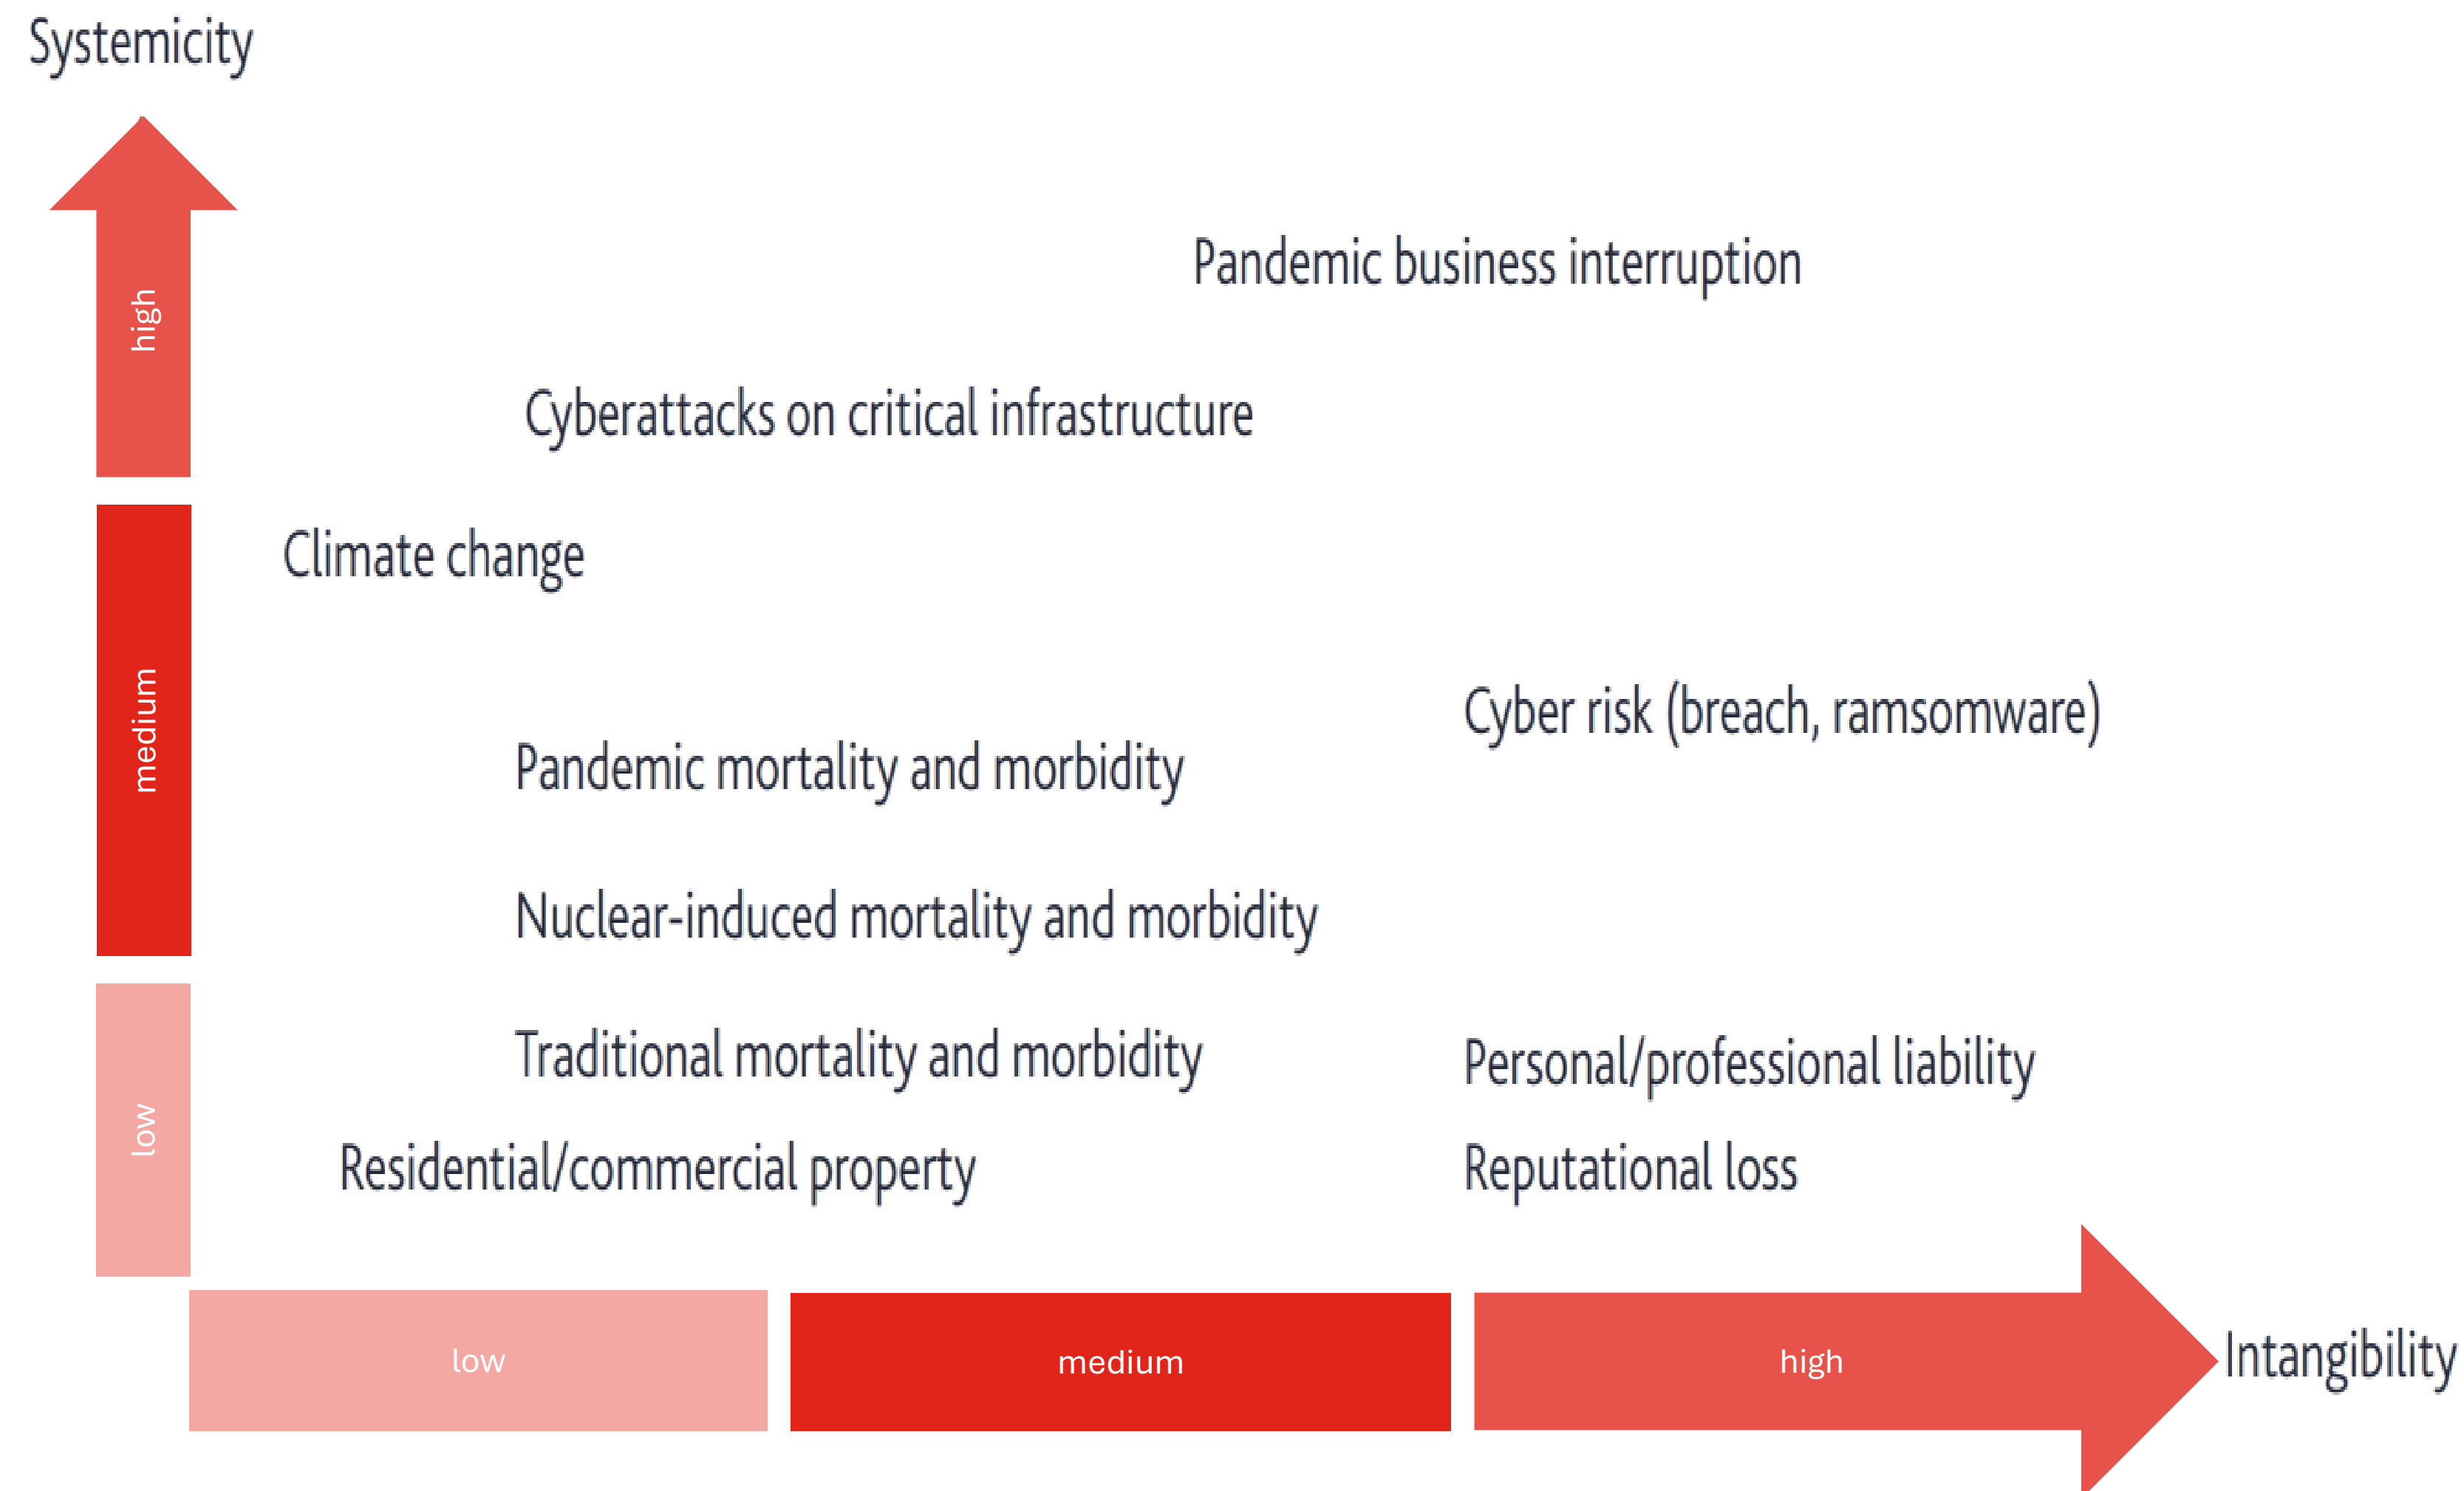 Systemicity
high
Pandemic business interruption
Cyberattacks on critical infrastructure
Climate change
medium
Cyber risk (breach, ramsomware)
Pandemic mortality and morbidity
Nuclear-induced mortality and morbidity
low
Traditional mortality and morbidity
Personal/professional liability
Residential/commercial property
Reputational loss
low
medium
high
Intangibility